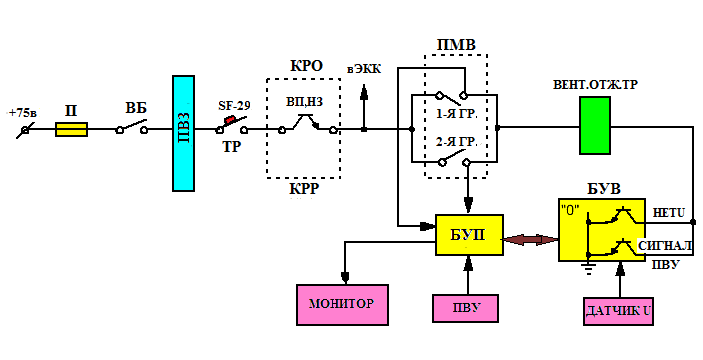 ПМВ
КРО
вЭКК
ВЕНТ.ОТЖ.ТР
+75в
П
ВБ
ПВЗ
SF-29
ВП,НЗ
1-Я ГР.
ТР
2-Я ГР.
КРР
БУВ
"0"
НЕТU
БУП
СИГНАЛ
ПВУ
МОНИТОР
ПВУ
ДАТЧИК U